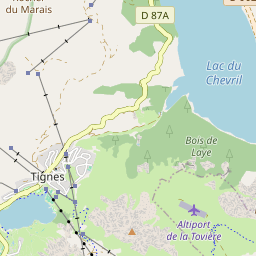 du Marais
D 87A
Lac du
Chevril
Bois de
Laye
Tignes
Altiport
de la Tovière